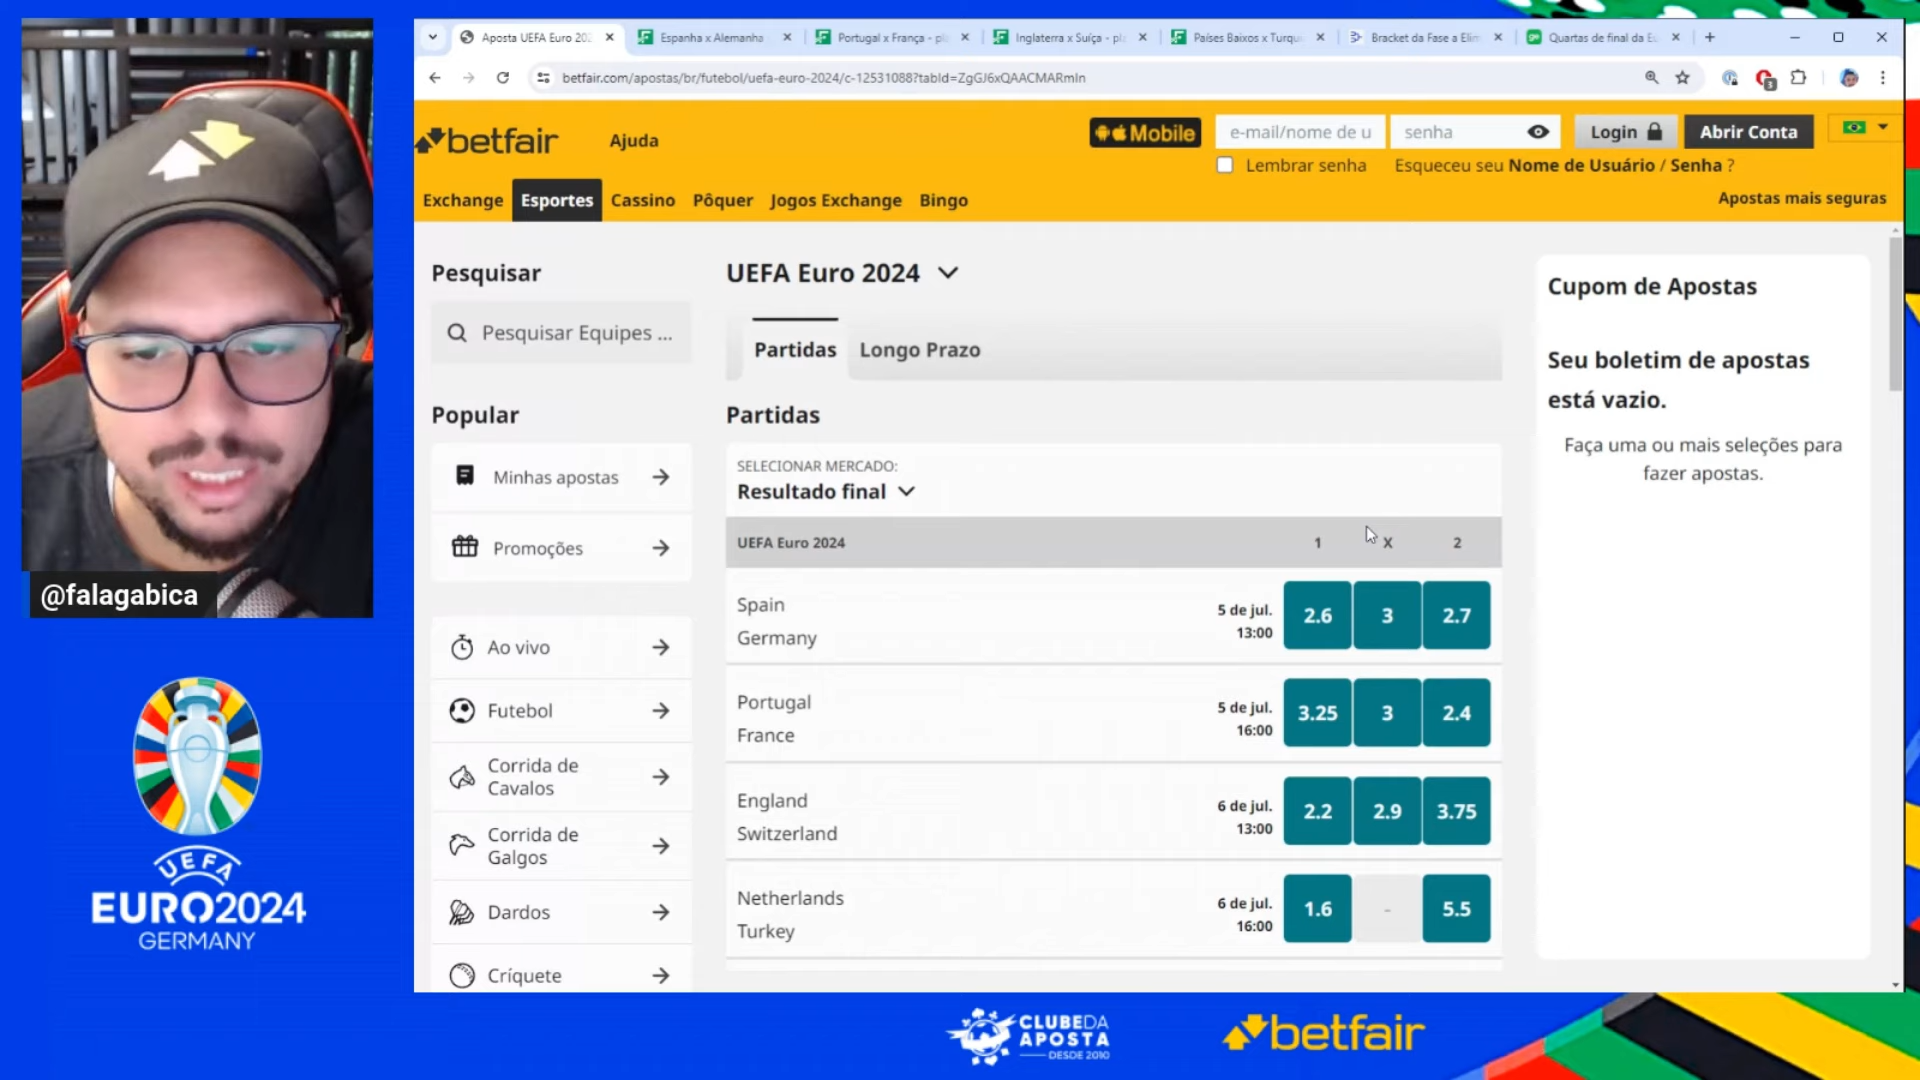 Aposta UEFA Euro 202
Espanha x Alemanha
Portugal x França - pl
Inglaterra x Suíça - pl
Países Baixos x Turqu
Bracket da Fase a Elim
Quartas de final da Eu
betfair.com/apostas/br/futebol/uefa-euro-2024/c-12531088?tabId=ZgGJ6xQAACMARmIn
3
betfair
Ajuda
Mobile
e-mail/nome de u
senha
Login
Abrir Conta
Lembrar senha
Esqueceu seu Nome de Usuário / Senha ?
Exchange
Esportes
Cassino
Pôquer
Jogos Exchange
Bingo
Apostas mais seguras
Pesquisar
Pesquisar Equipes ...
Popular
Minhas apostas
Promoções
Ao vivo
Futebol
Corrida de
Cavalos
Corrida de
Galgos
Dardos
Críquete
UEFA Euro 2024
Partidas
Longo Prazo
Partidas
SELECIONAR MERCADO:
Resultado final
UEFA Euro 2024
1
X
2
Spain
Germany
5 de jul.
13:00
2.6
3
2.7
Portugal
France
5 de jul.
16:00
3.25
3
2.4
England
Switzerland
6 de jul.
13:00
2.2
2.9
3.75
Netherlands
Turkey
6 de jul.
16:00
1.6
-
5.5
Cupom de Apostas
Seu boletim de apostas
está vazio.
Faça uma ou mais seleções para
fazer apostas.
@falagabica
UEFA
EURO2024
GERMANY
CLUBEDA
APOSTA
DESDE 2010
betfair